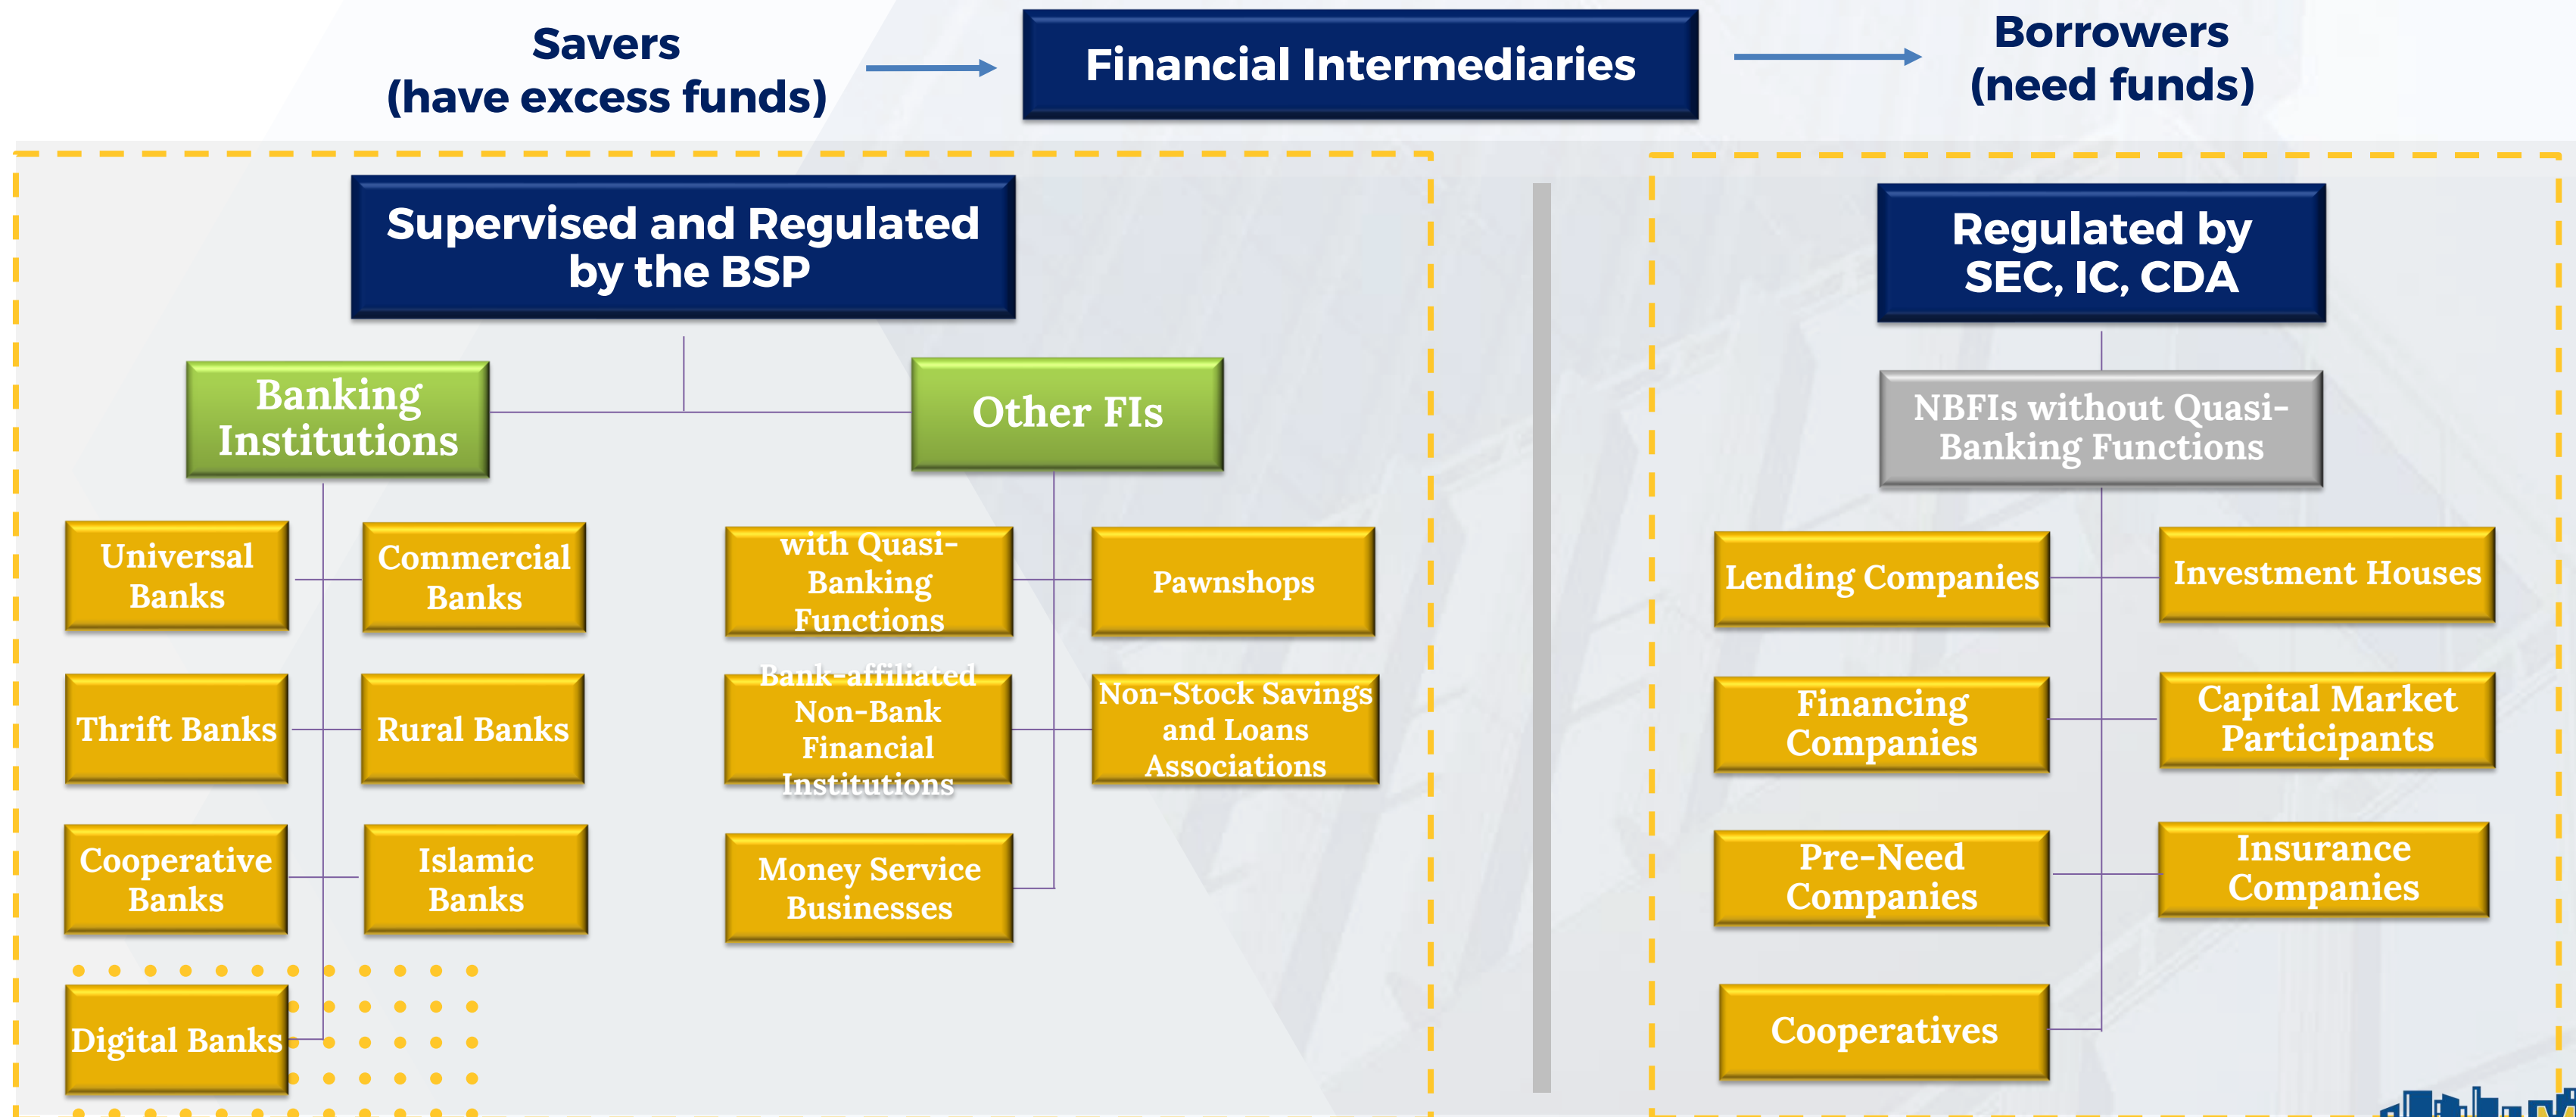 Savers
(have excess funds)
Financial Intermediaries
Borrowers
(need funds)
Supervised and Regulated
by the BSP
Banking
Institutions
Other FIs
Universal
Banks
Commercial
Banks
Thrift Banks
Rural Banks
Cooperative
Banks
Islamic
Banks
Digital Banks
with Quasi-
Banking
Functions
Pawnshops
Bank-affiliated
Non-Bank
Financial
Institutions
Non-Stock Savings
and Loans
Associations
Money Service
Businesses
Regulated by
SEC, IC, CDA
NBFIs without Quasi-
Banking Functions
Lending Companies
Investment Houses
Financing
Companies
Capital Market
Participants
Pre-Need
Companies
Insurance
Companies
Cooperatives